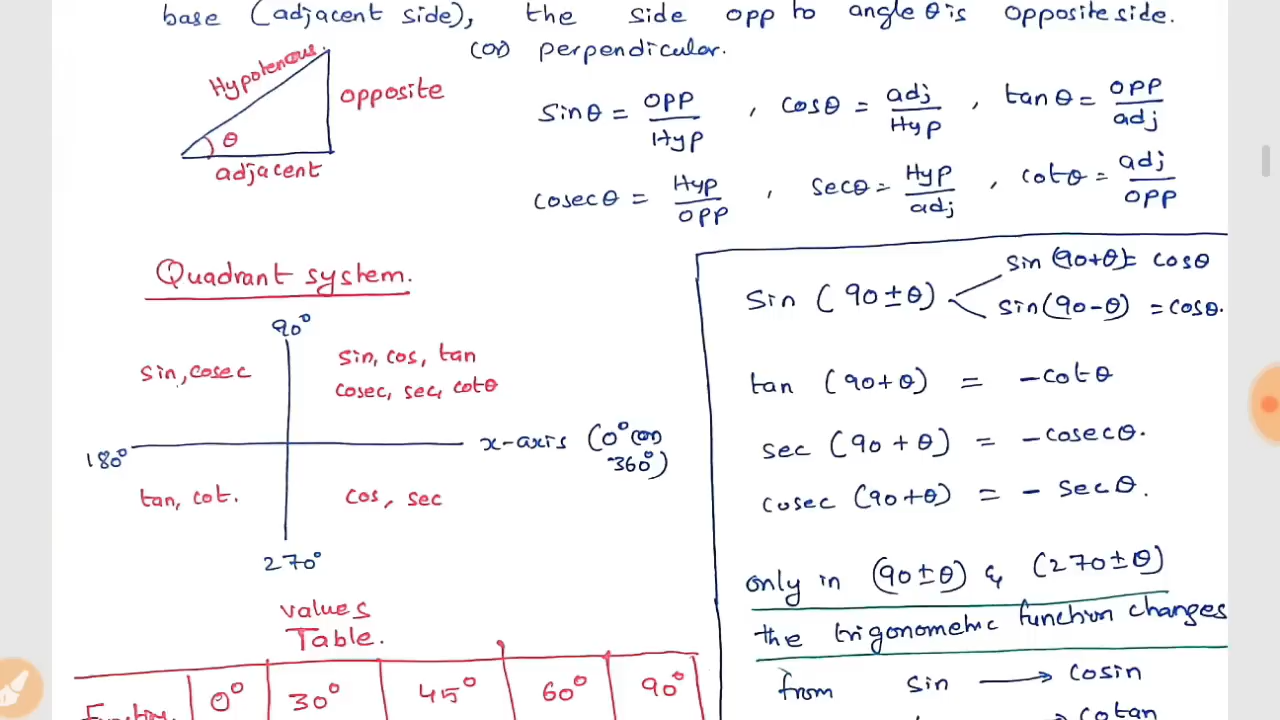 base (adjacent side), the side opp to angle θ is opposite side.
(or) perpendicular.
Hypotenous
opposite
θ
adjacent
Sinθ = opp/Hyp , cosθ = adj/Hyp , tanθ = opp/adj
cosecθ = Hyp/opp , secθ = Hyp/adj , cotθ = adj/opp
Quadrant system.
90°
sin, cosec
sin, cos, tan
cosec, sec, cotθ
180°
x-axis (0° (or)
360°)
tan, cot.
cos, sec
270°
values
Table.
Function
0°
30°
45°
60°
90°
Sin (90±θ)
sin (90+θ) = cosθ
sin(90-θ) = cosθ.
tan (90+θ) = -cotθ
sec (90+θ) = -cosecθ.
cosec (90+θ) = - secθ.
only in (90±θ) & (270±θ)
the trigonometric function changes
from sin → cosin
→ cotan